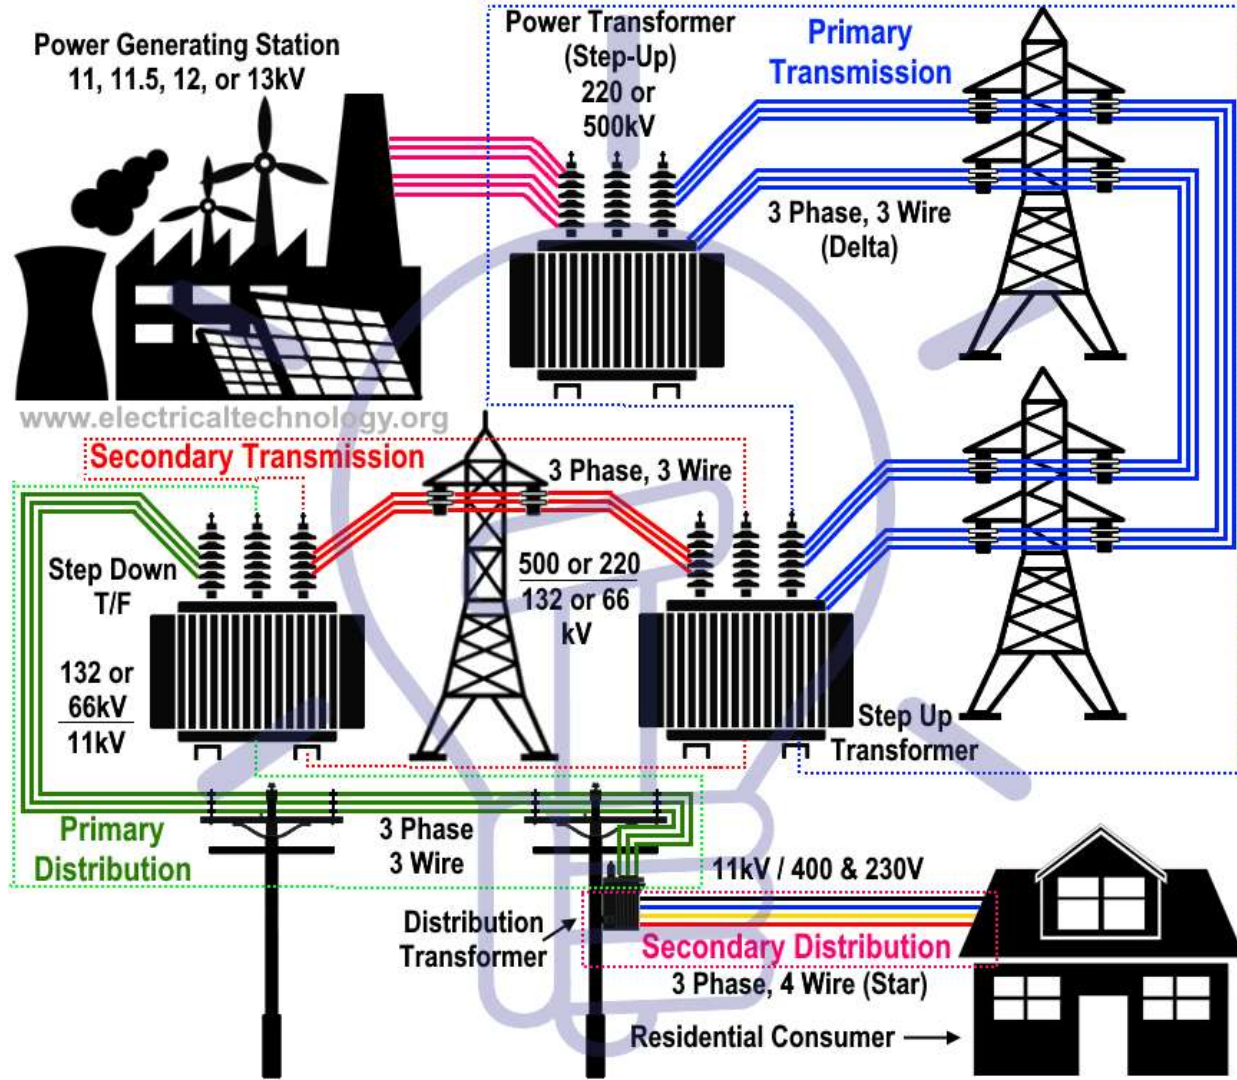 Power Generating Station
11, 11.5, 12, or 13kV
Power Transformer
(Step-Up)
220 or
500kV
Primary
Transmission
3 Phase, 3 Wire
(Delta)
www.electricaltechnology.org
Secondary Transmission
3 Phase, 3 Wire
Step Down
T/F
132 or
66kV
11kV
500 or 220
132 or 66
kV
Step Up
Transformer
Primary
Distribution
3 Phase
3 Wire
11kV / 400 & 230V
Distribution
Transformer
Secondary Distribution
3 Phase, 4 Wire (Star)
Residential Consumer